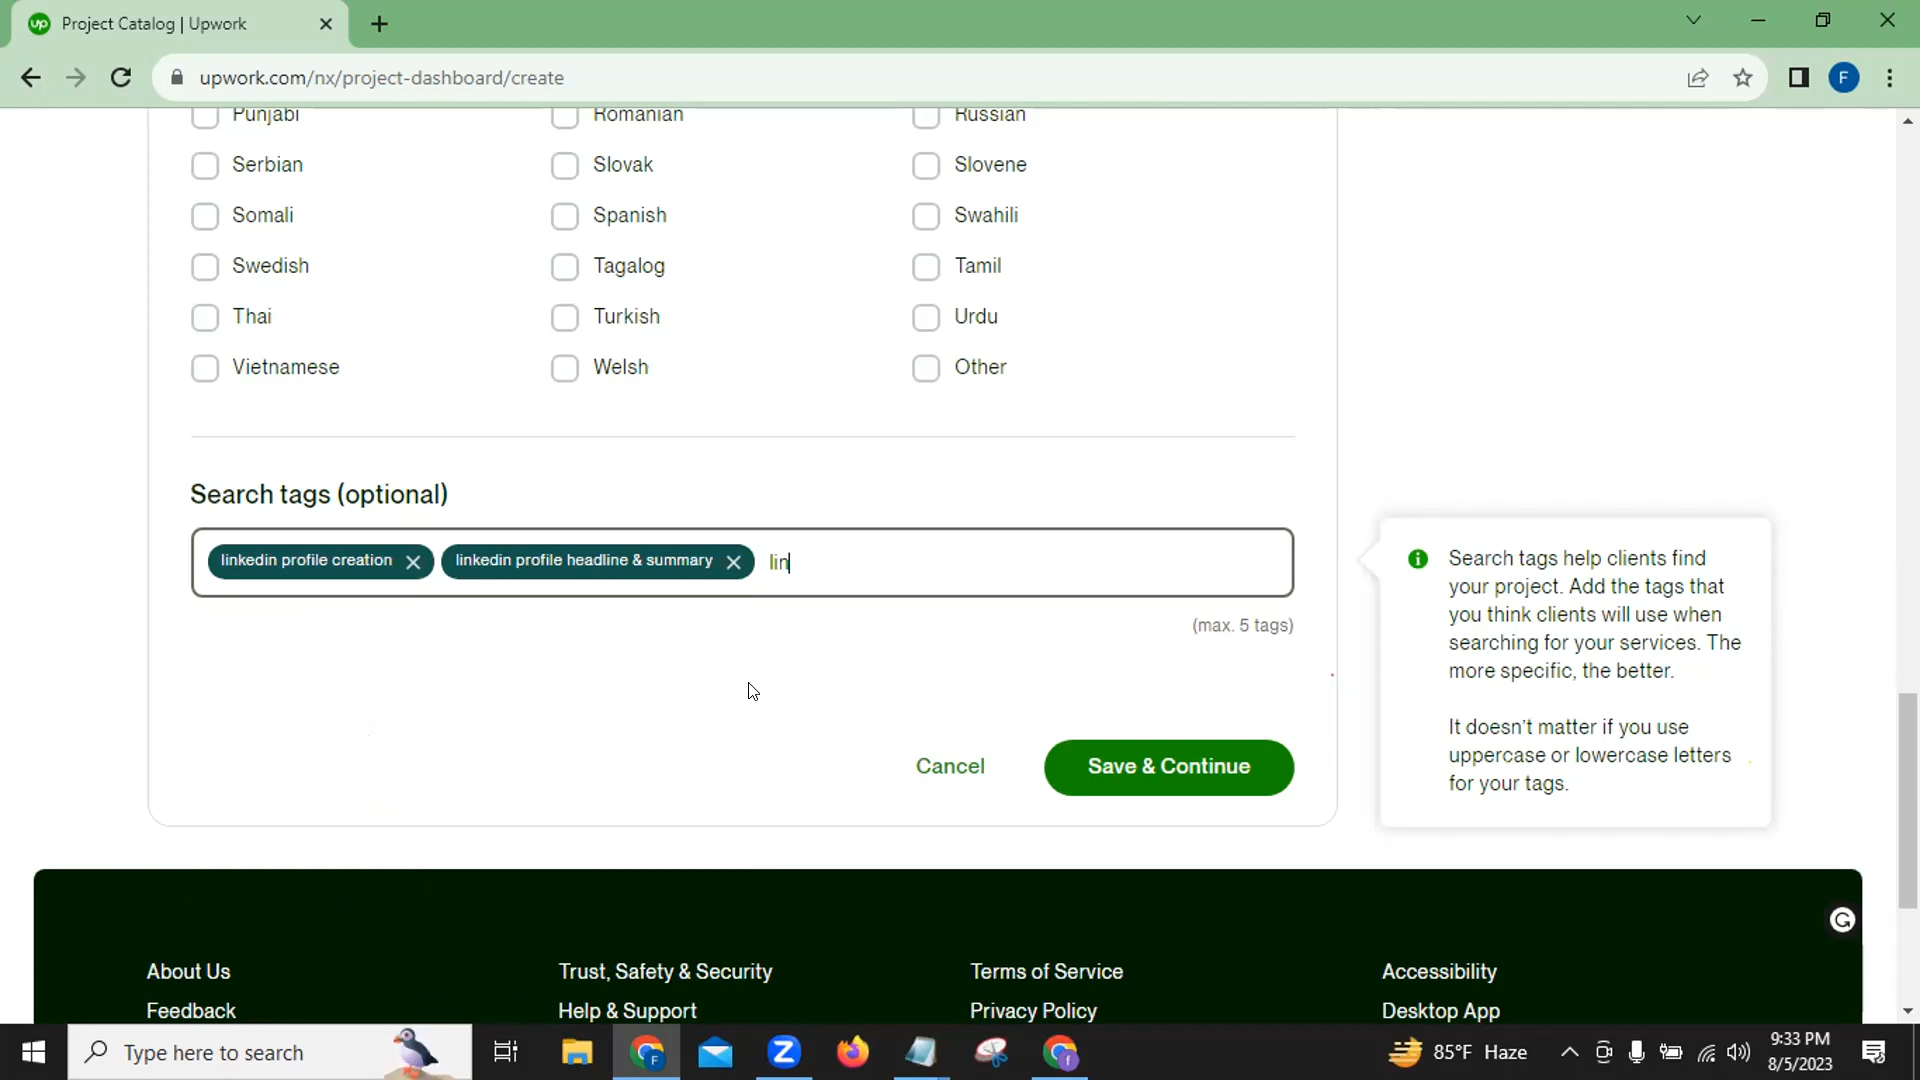 Project Catalog | Upwork
upwork.com/nx/project-dashboard/create
F
Punjabi Romanian Russian
Serbian Slovak Slovene
Somali Spanish Swahili
Swedish Tagalog Tamil
Thai Turkish Urdu
Vietnamese Welsh Other
Search tags (optional)
linkedin profile creation linkedin profile headline & summary lin
(max. 5 tags)
Cancel Save & Continue
Search tags help clients find
your project. Add the tags that
you think clients will use when
searching for your services. The
more specific, the better.
It doesn't matter if you use
uppercase or lowercase letters
for your tags.
About Us Trust, Safety & Security Terms of Service Accessibility
Feedback Help & Support Privacy Policy Desktop App
Type here to search
85°F Haze
9:33 PM
8/5/2023